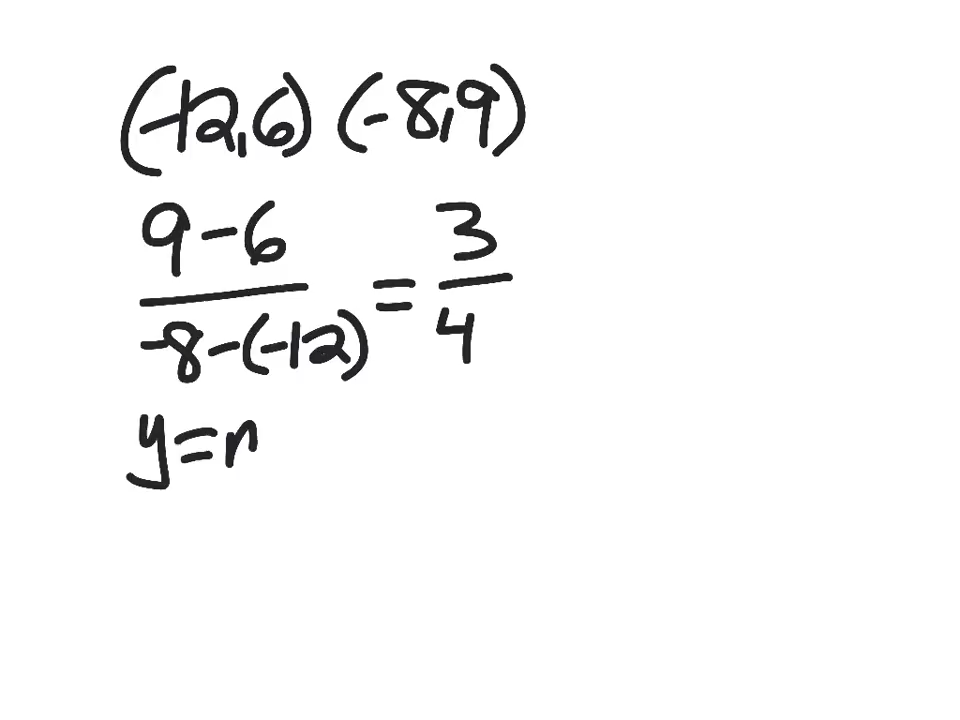 (-12,6) (-8,9)
9-6 / -8-(-12) = 3/4
y=r